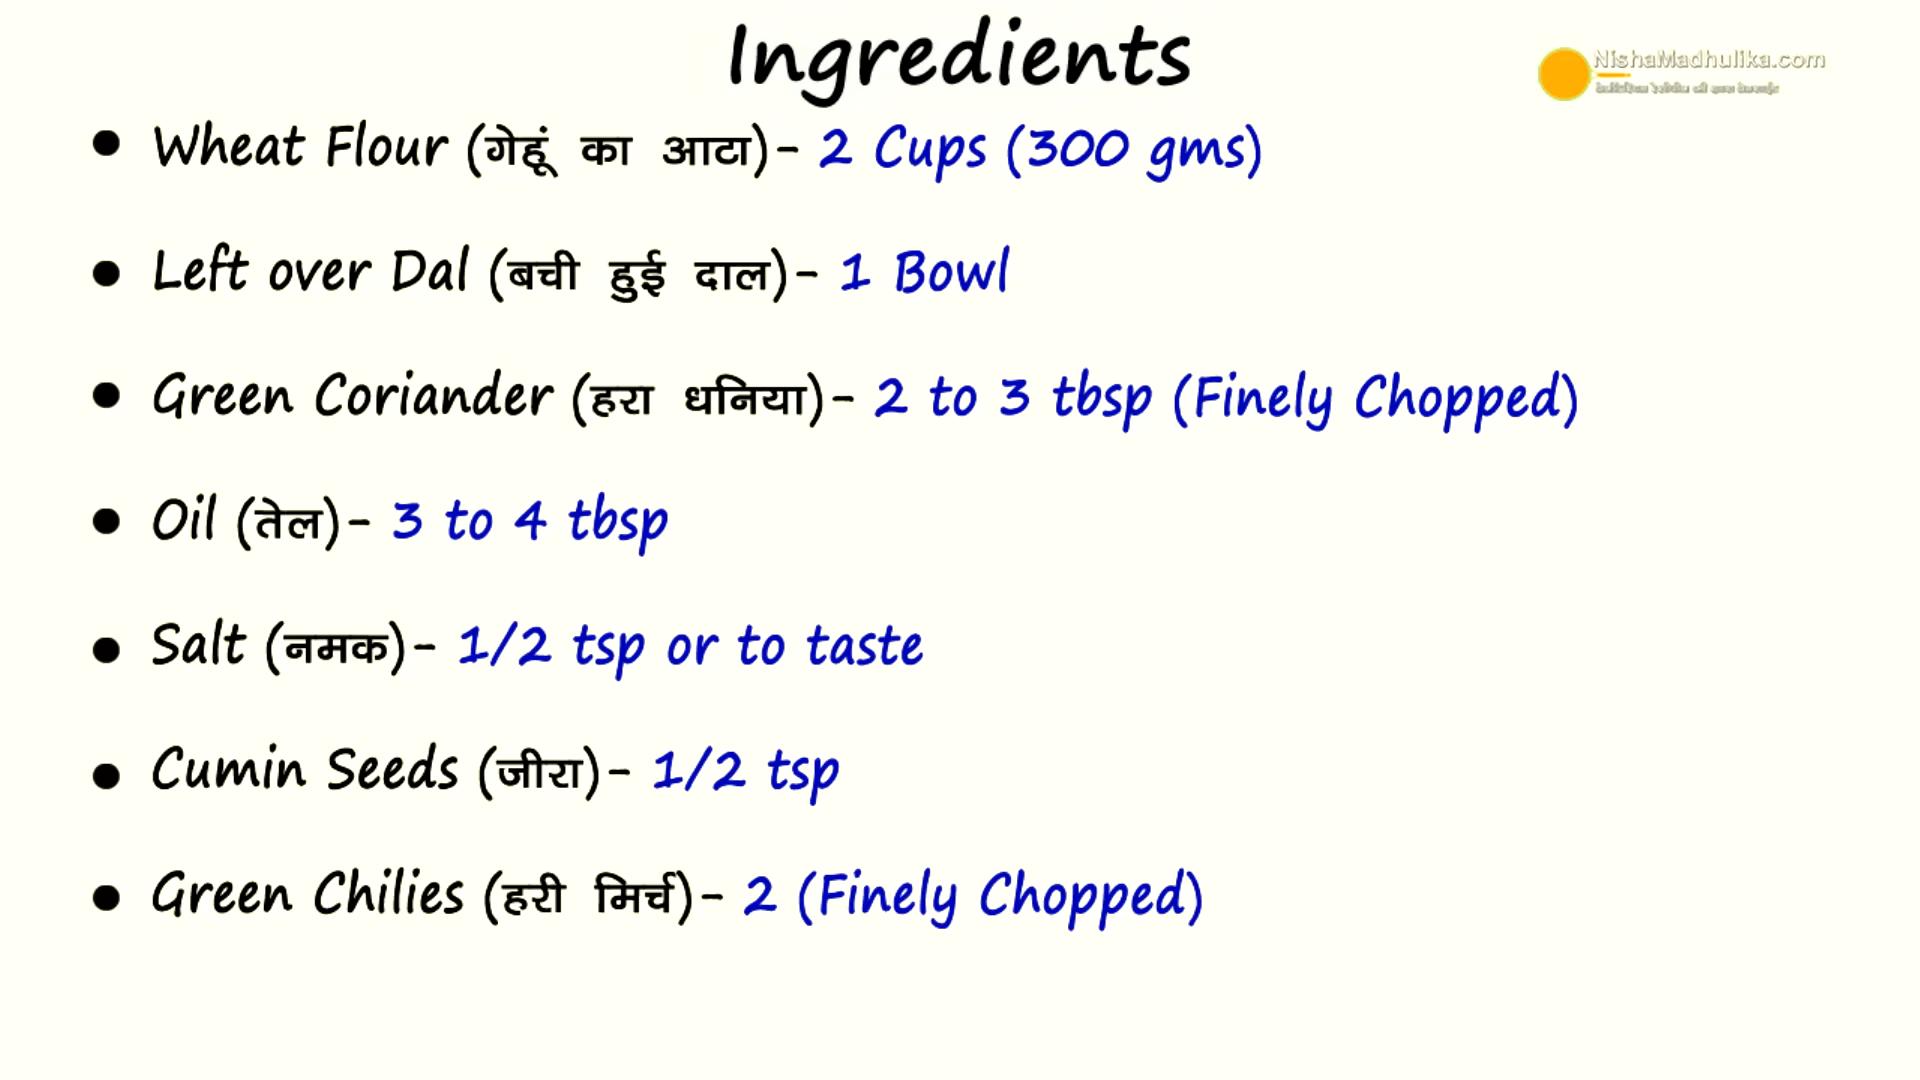 Ingredients
NishaMadhulika.com
• Wheat Flour (गेहूं का आटा)- 2 Cups (300 gms)
• Left over Dal (बची हुई दाल)- 1 Bowl
• Green Coriander (हरा धनिया)- 2 to 3 tbsp (Finely Chopped)
• Oil (तेल)- 3 to 4 tbsp
• Salt (नमक)- 1/2 tsp or to taste
• Cumin Seeds (जीरा)- 1/2 tsp
• Green Chilies (हरी मिर्च)- 2 (Finely Chopped)